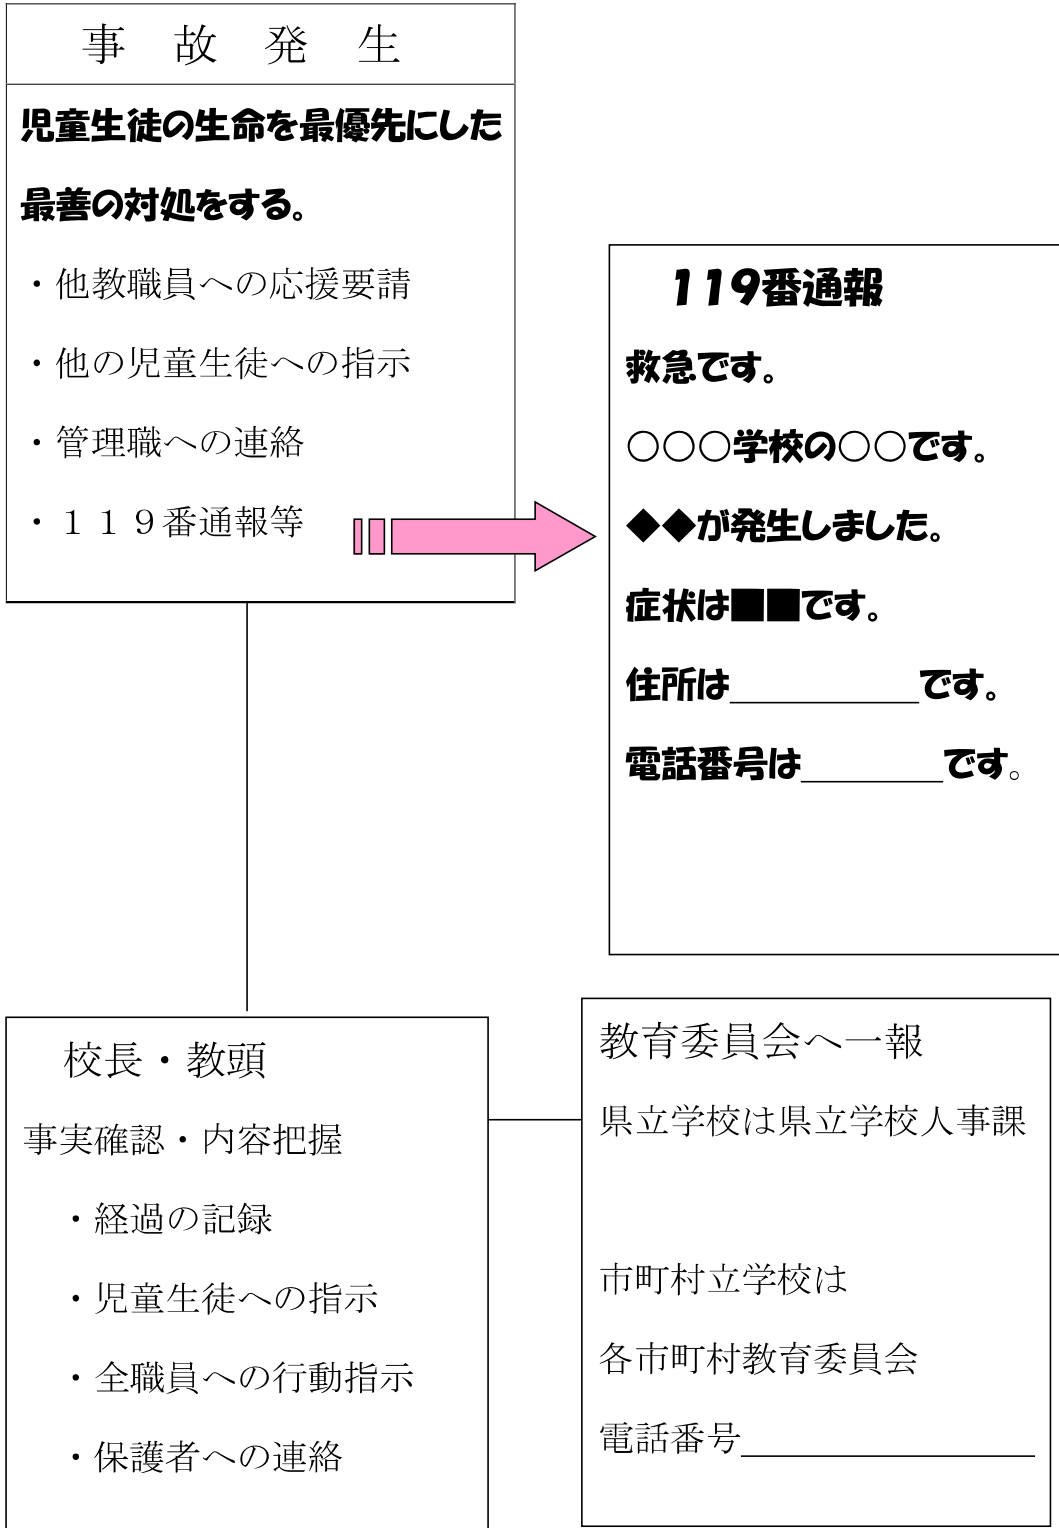 事　故　発　生
児童生徒の生命を最優先にした
最善の対処をする。
・他教職員への応援要請
・他の児童生徒への指示
・管理職への連絡
・１１９番通報等
119番通報
救急です。
○○○学校の○○です。
◆◆が発生しました。
症状は■■です。
住所は＿＿＿＿＿です。
電話番号は＿＿＿＿です。
校長・教頭
事実確認・内容把握
・経過の記録
・児童生徒への指示
・全職員への行動指示
・保護者への連絡
教育委員会へ一報
県立学校は県立学校人事課
市町村立学校は
各市町村教育委員会
電話番号＿＿＿＿＿＿＿＿